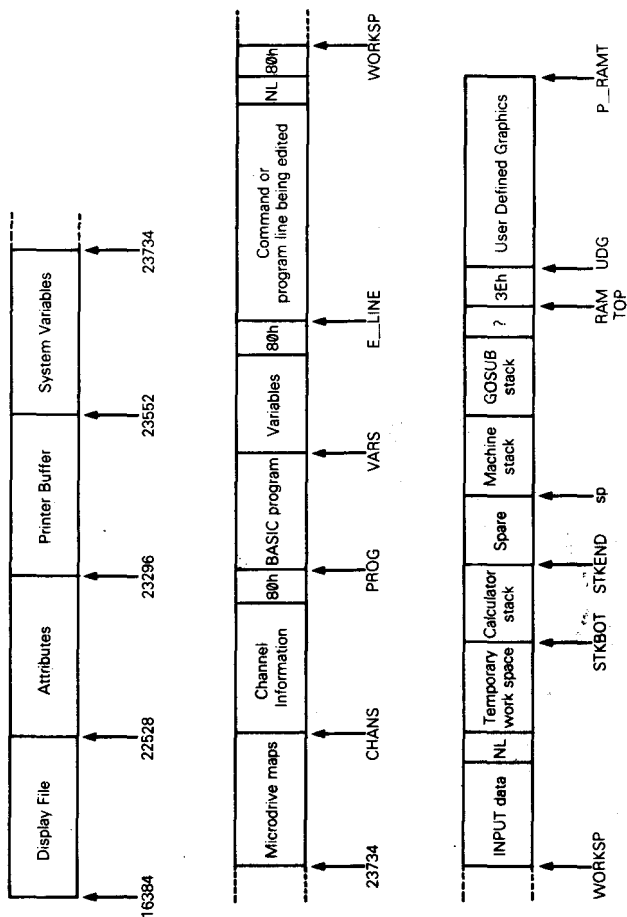 Display File
Attributes
Printer Buffer
System Variables
16384
22528
23296
23552
23734
Microdrive maps
Channel
Information
80h
BASIC program
Variables
80h
Command or
program line being edited
NL
80h
23734
CHANS
PROG
VARS
E_LINE
WORKSP
INPUT data
NL
Temporary
work space
Calculator
stack
Spare
Machine
stack
GOSUB
stack
?
3Eh
User Defined Graphics
WORKSP
STKBOT
STKEND
sp
RAM
TOP
UDG
P_RAMT